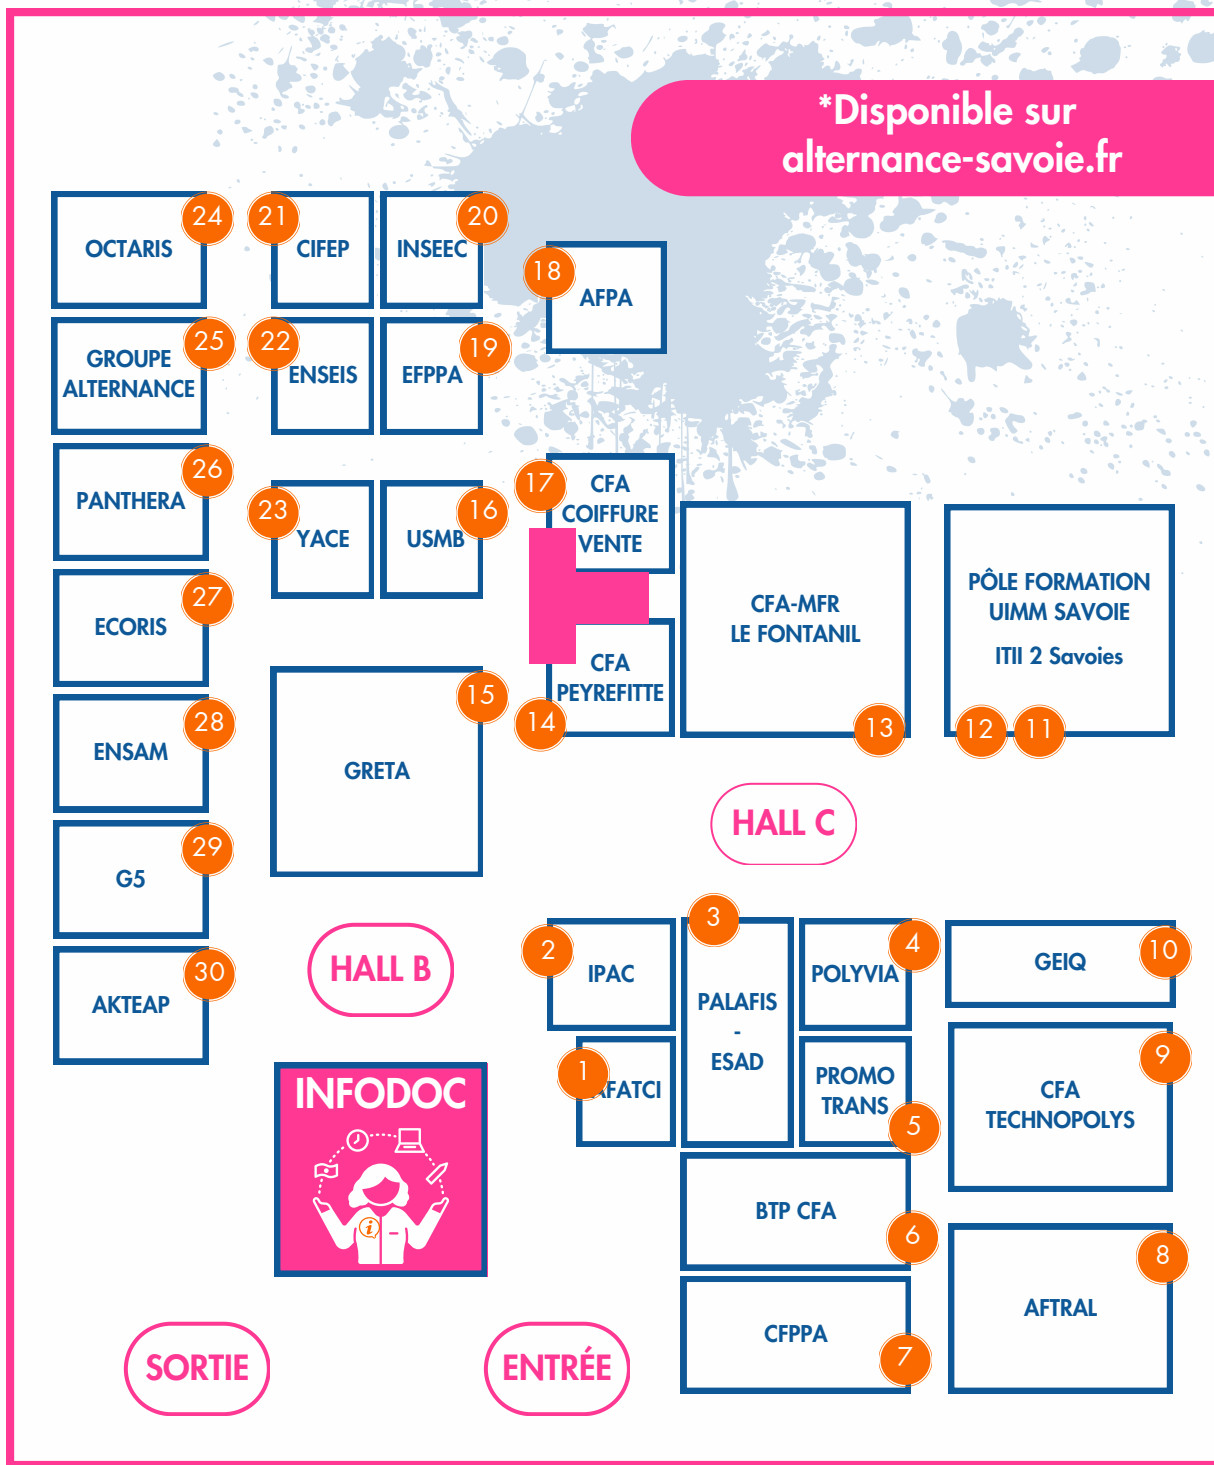 *Disponible sur
alternance-savoie.fr
24
OCTARIS
21
CIFEP
20
INSEEC
18
AFPA
25
GROUPE
ALTERNANCE
22
ENSEIS
19
EFPPA
26
PANTHERA
23
YACE
16
USMB
17
CFA
COIFFURE
VENTE
CFA-MFR
LE FONTANIL
13
PÔLE FORMATION
UIMM SAVOIE
ITII 2 Savoies
12
11
27
ECORIS
CFA
PEYREFITTE
14
15
GRETA
28
ENSAM
HALL C
29
G5
HALL B
30
AKTEAP
2
IPAC
3
PALAFIS
-
ESAD
4
POLYVIA
10
GEIQ
1
AFATCI
PROMO
TRANS
5
9
CFA
TECHNOPOLYS
INFODOC
i
BTP CFA
6
8
AFTRAL
CFPPA
7
SORTIE
ENTRÉE